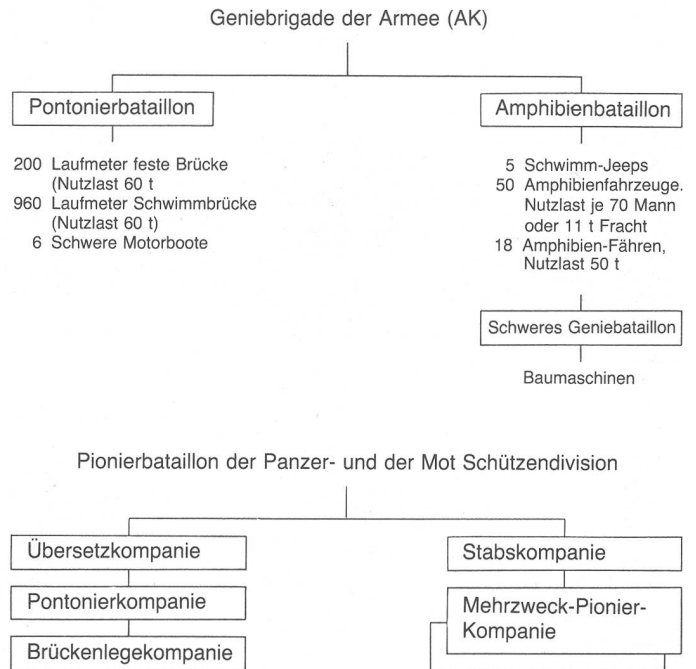 Geniebrigade der Armee (AK)
Pontonierbataillon
200 Laufmeter feste Brücke
(Nutzlast 60 t
960 Laufmeter Schwimmbrücke
(Nutzlast 60 t)
6 Schwere Motorboote
Amphibienbataillon
5 Schwimm-Jeeps
50 Amphibienfahrzeuge.
Nutzlast je 70 Mann
oder 11 t Fracht
18 Amphibien-Fähren,
Nutzlast 50 t
Schweres Geniebataillon
Baumaschinen
Pionierbataillon der Panzer- und der Mot Schützendivision
Übersetzkompanie
Pontonierkompanie
Brückenlegekompanie
Stabskompanie
Mehrzweck-Pionier-
Kompanie